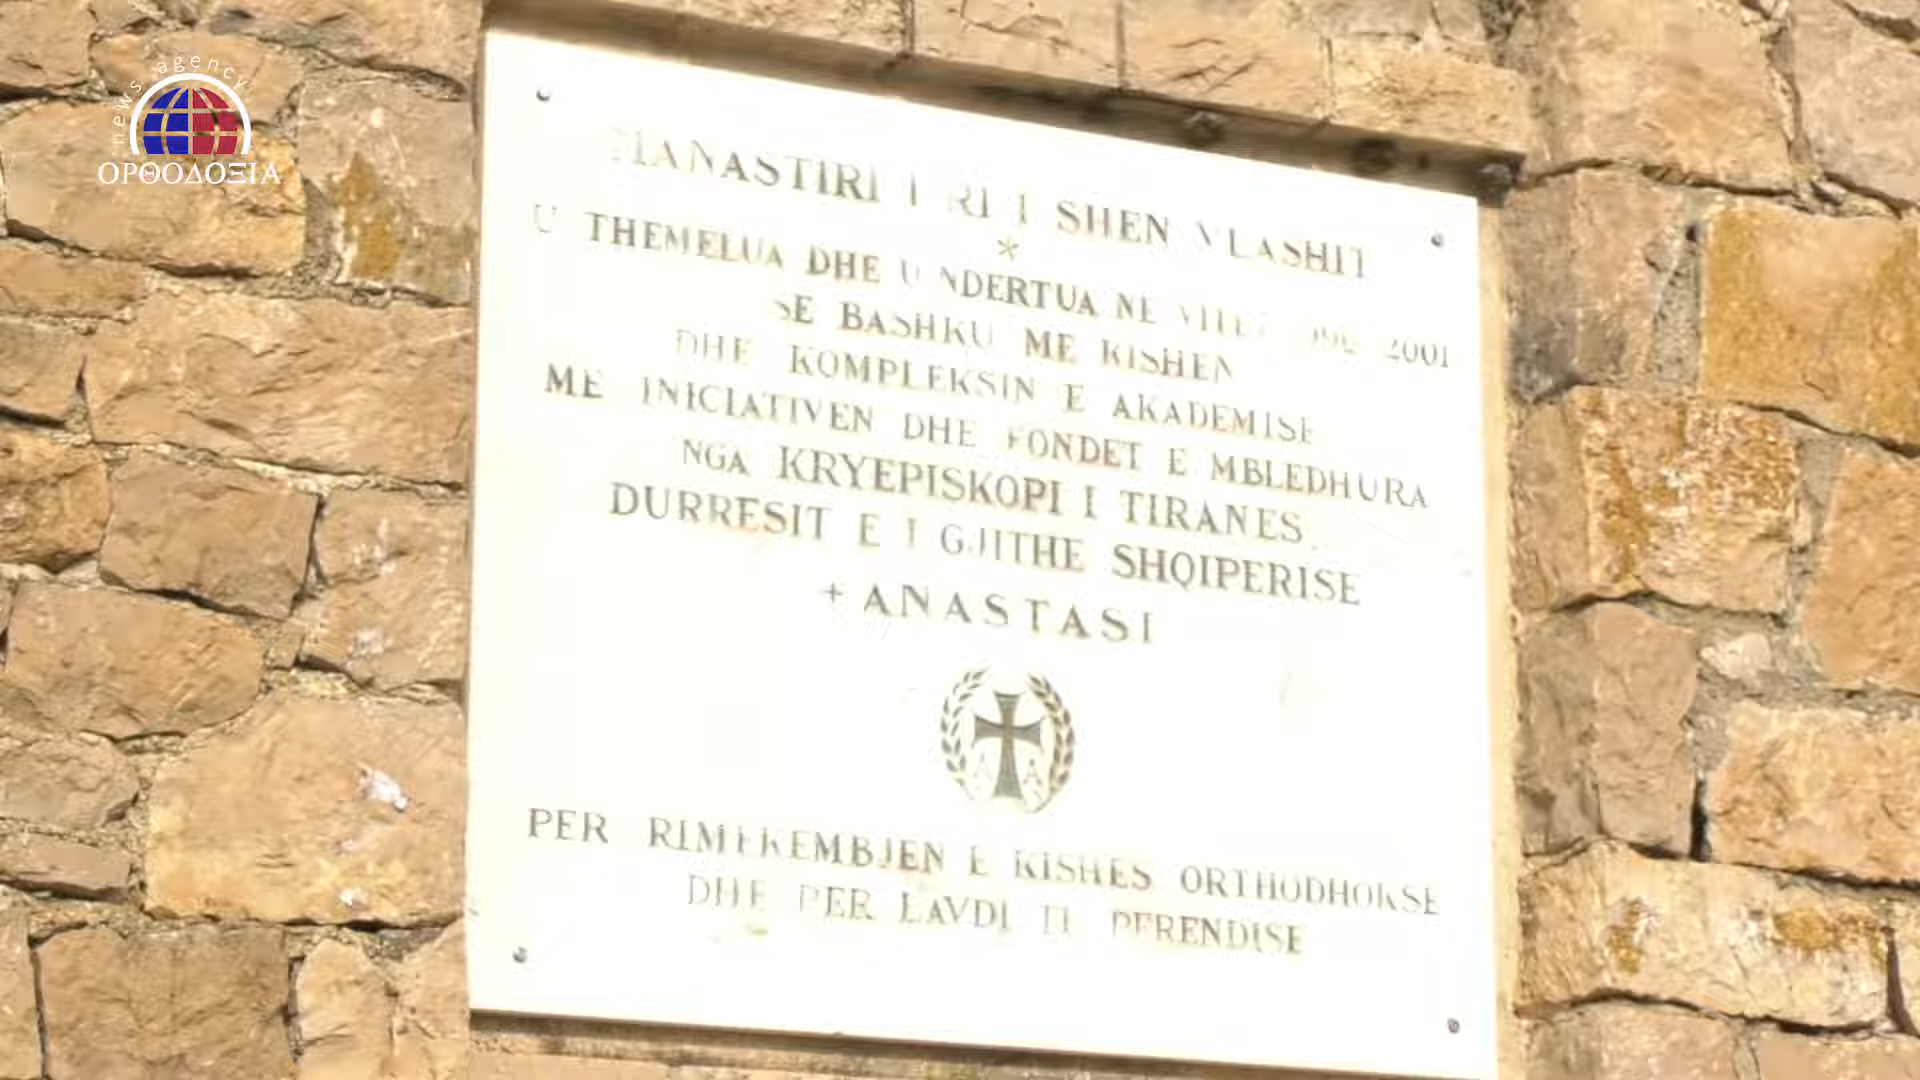 news agency
ΟΡΘΟΔΟΞΙΑ
MANASTIRI I RI I SHEN VLASHIT
*
U THEMELUA DHE U NDERTUA NE VITET 2001
SE BASHKU ME KISHEN
DHE KOMPLEKSIN E AKADEMISE
ME INICIATIVEN DHE FONDET E MBLEDHURA
NGA KRYEPISKOPI I TIRANES,
DURRESIT E I GJITHE SHQIPERISE
+ ANASTASI
A A
PER RIMEKEMBJEN E KISHES ORTHODHOKSE
DHE PER LAVDI TE PERENDISE